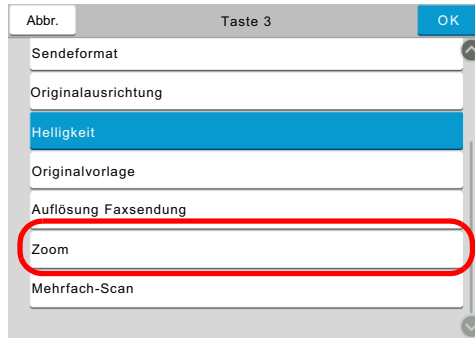 Abbr.
Taste 3
OK
Sendeformat
Originalausrichtung
Helligkeit
Originalvorlage
Auflösung Faxsendung
Zoom
Mehrfach-Scan